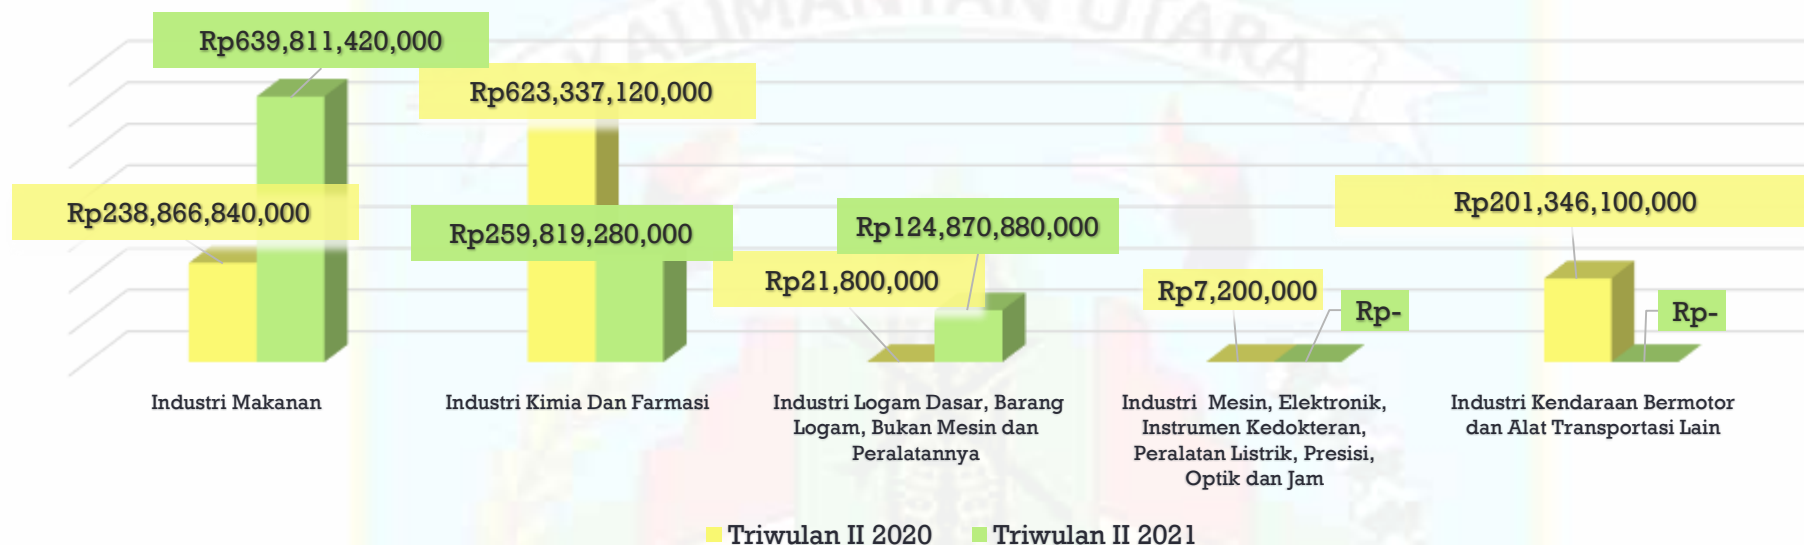 KALIMANTAN UTARA
Rp639,811,420,000
Rp623,337,120,000
Rp238,866,840,000
Rp259,819,280,000
Rp124,870,880,000
Rp21,800,000
Rp7,200,000
Rp-
Rp201,346,100,000
Rp-
Industri Makanan
Industri Kimia Dan Farmasi
Industri Logam Dasar, Barang
Logam, Bukan Mesin dan
Peralatannya
Industri Mesin, Elektronik,
Instrumen Kedokteran,
Peralatan Listrik, Presisi,
Optik dan Jam
Industri Kendaraan Bermotor
dan Alat Transportasi Lain
Triwulan II 2020
Triwulan II 2021